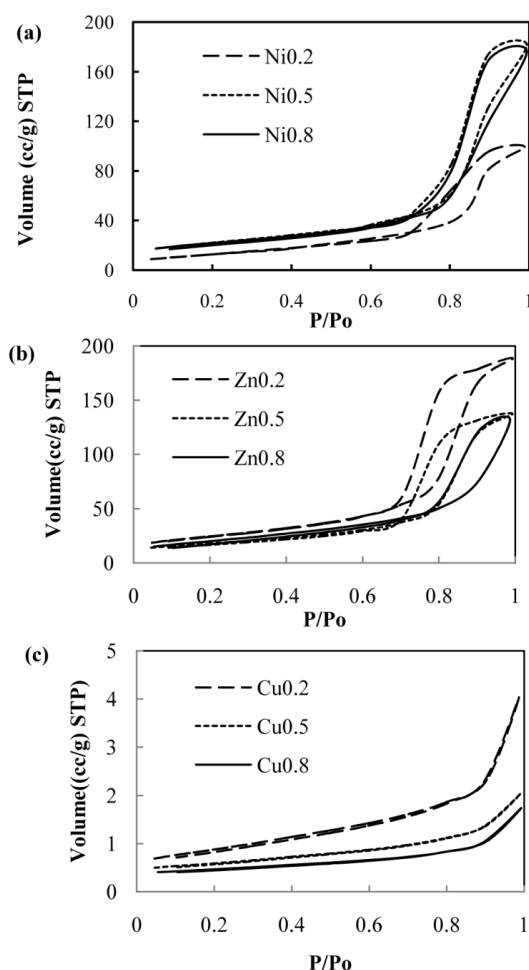 (a)
200
160
120
80
40
0
Volume (cc/g) STP
Ni0.2
Ni0.5
Ni0.8
0 0.2 0.4 0.6 0.8 1
P/Po
(b)
200
150
100
50
0
Volume(cc/g) STP
Zn0.2
Zn0.5
Zn0.8
0 0.2 0.4 0.6 0.8 1
P/Po
(c)
5
4
3
2
1
0
Volume((cc/g) STP)
Cu0.2
Cu0.5
Cu0.8
0 0.2 0.4 0.6 0.8 1
P/Po